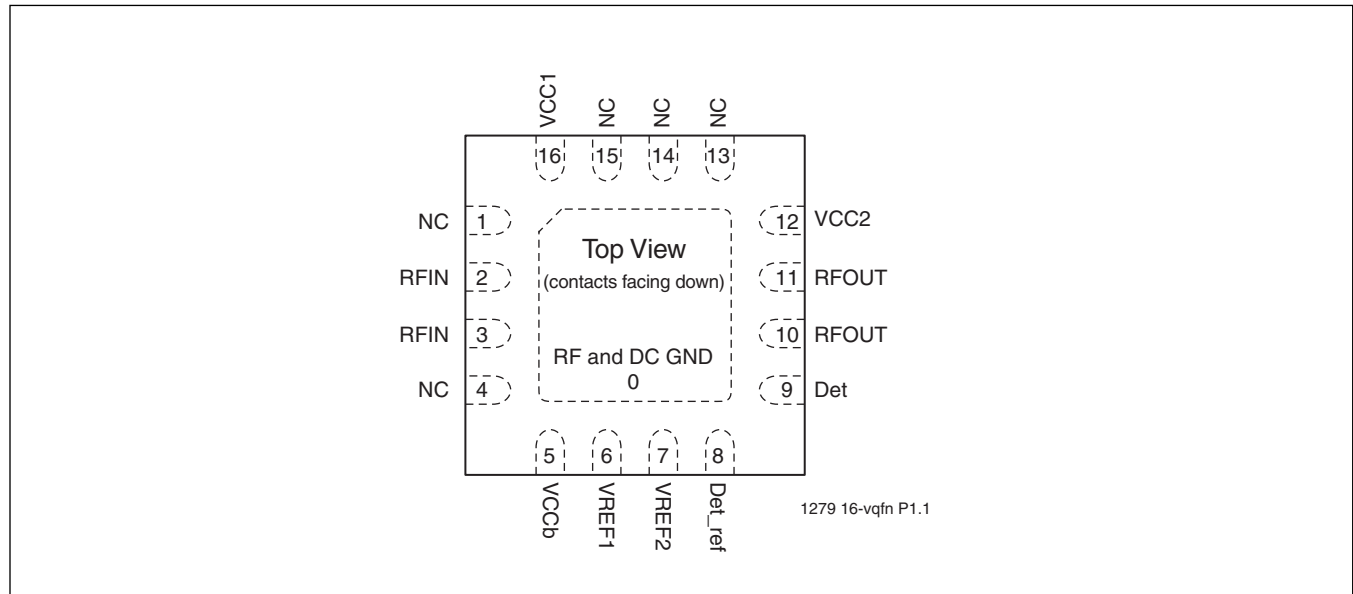 VCC1 NC NC NC
16 15 14 13
NC 1
RFIN 2
RFIN 3
NC 4
Top View
(contacts facing down)
RF and DC GND
0
12 VCC2
11 RFOUT
10 RFOUT
9 Det
5 6 7 8
VCCb VREF1 VREF2 Det_ref
1279 16-vqfn P1.1